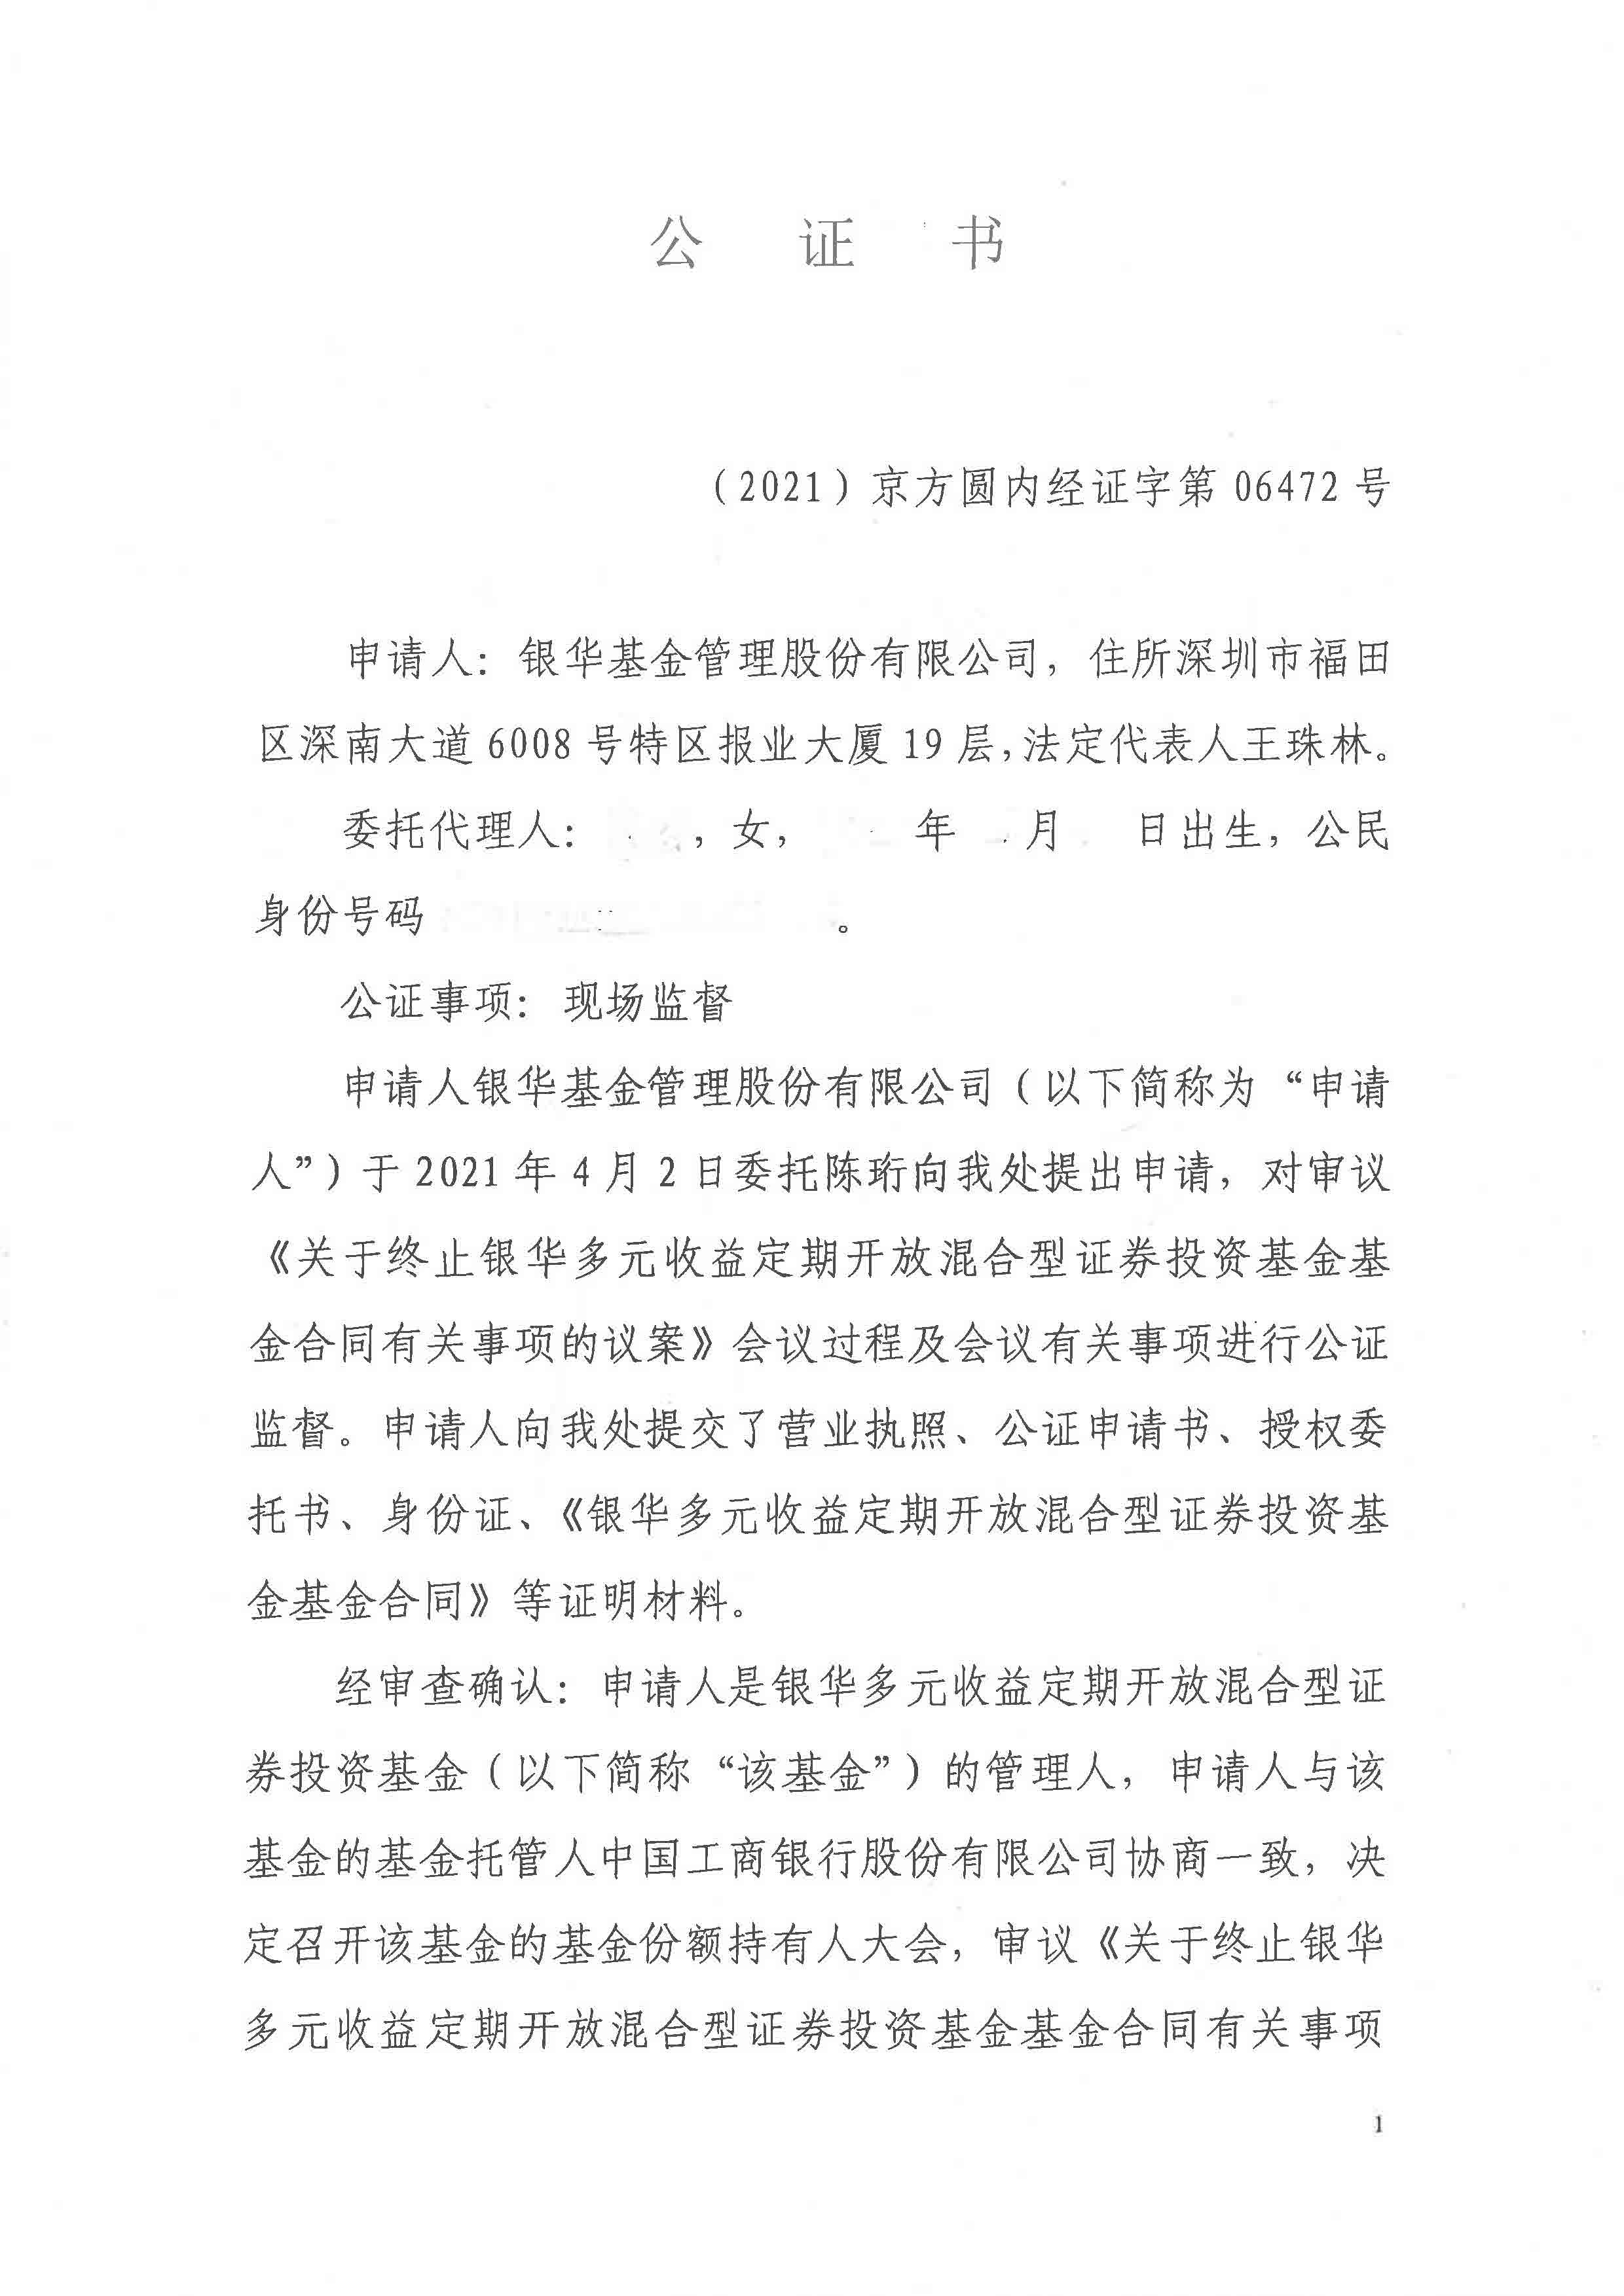 公 证 书
（2021）京方圆内经证字第 06472 号
申请人：银华基金管理股份有限公司，住所深圳市福田
区深南大道 6008 号特区报业大厦 19 层，法定代表人王珠林。
委托代理人： ，女， 年 月 日出生，公民
身份号码 。
公证事项：现场监督
申请人银华基金管理股份有限公司（以下简称为“申请
人”）于 2021 年 4 月 2 日委托陈珩向我处提出申请，对审议
《关于终止银华多元收益定期开放混合型证券投资基金基
金合同有关事项的议案》会议过程及会议有关事项进行公证
监督。申请人向我处提交了营业执照、公证申请书、授权委
托书、身份证、《银华多元收益定期开放混合型证券投资基
金基金合同》等证明材料。
经审查确认：申请人是银华多元收益定期开放混合型证
券投资基金（以下简称“该基金”）的管理人，申请人与该
基金的基金托管人中国工商银行股份有限公司协商一致，决
定召开该基金的基金份额持有人大会，审议《关于终止银华
多元收益定期开放混合型证券投资基金基金合同有关事项
1